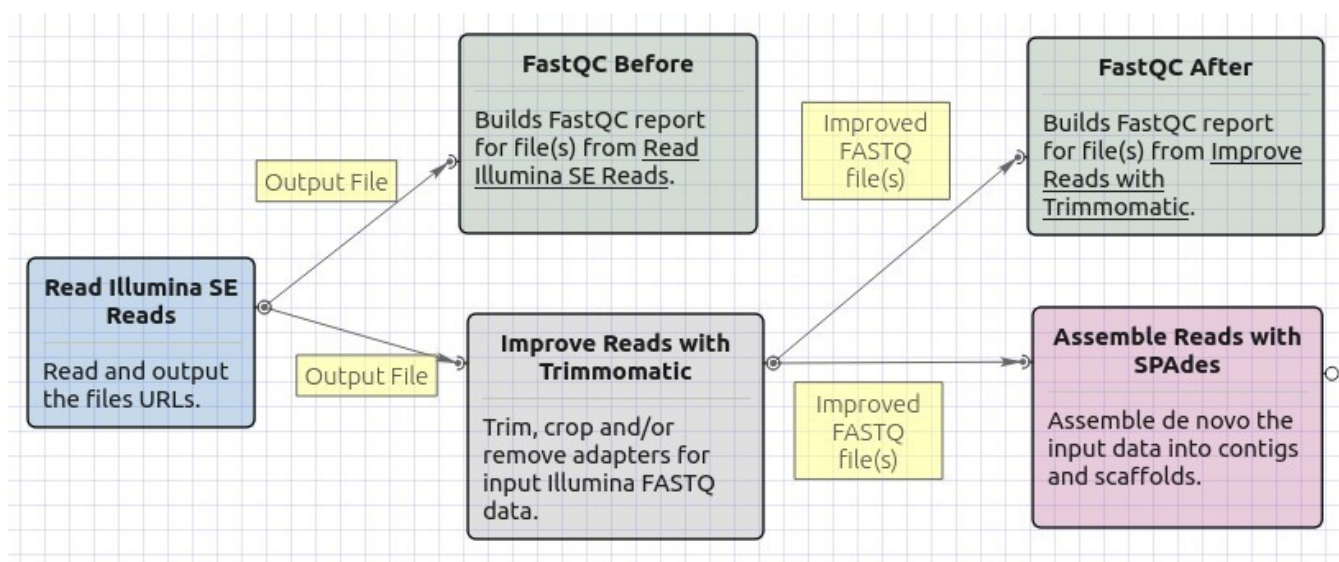 FastQC Before
Builds FastQC report
for file(s) from Read
Illumina SE Reads.
FastQC After
Builds FastQC report
for file(s) from Improve
Reads with
Trimmomatic.
Improved
FASTQ
file(s)
Output File
Read Illumina SE
Reads
Read and output
the files URLs.
Output File
Improve Reads with
Trimmomatic
Trim, crop and/or
remove adapters for
input Illumina FASTQ
data.
Improved
FASTQ
file(s)
Assemble Reads with
SPAdes
Assemble de novo the
input data into contigs
and scaffolds.